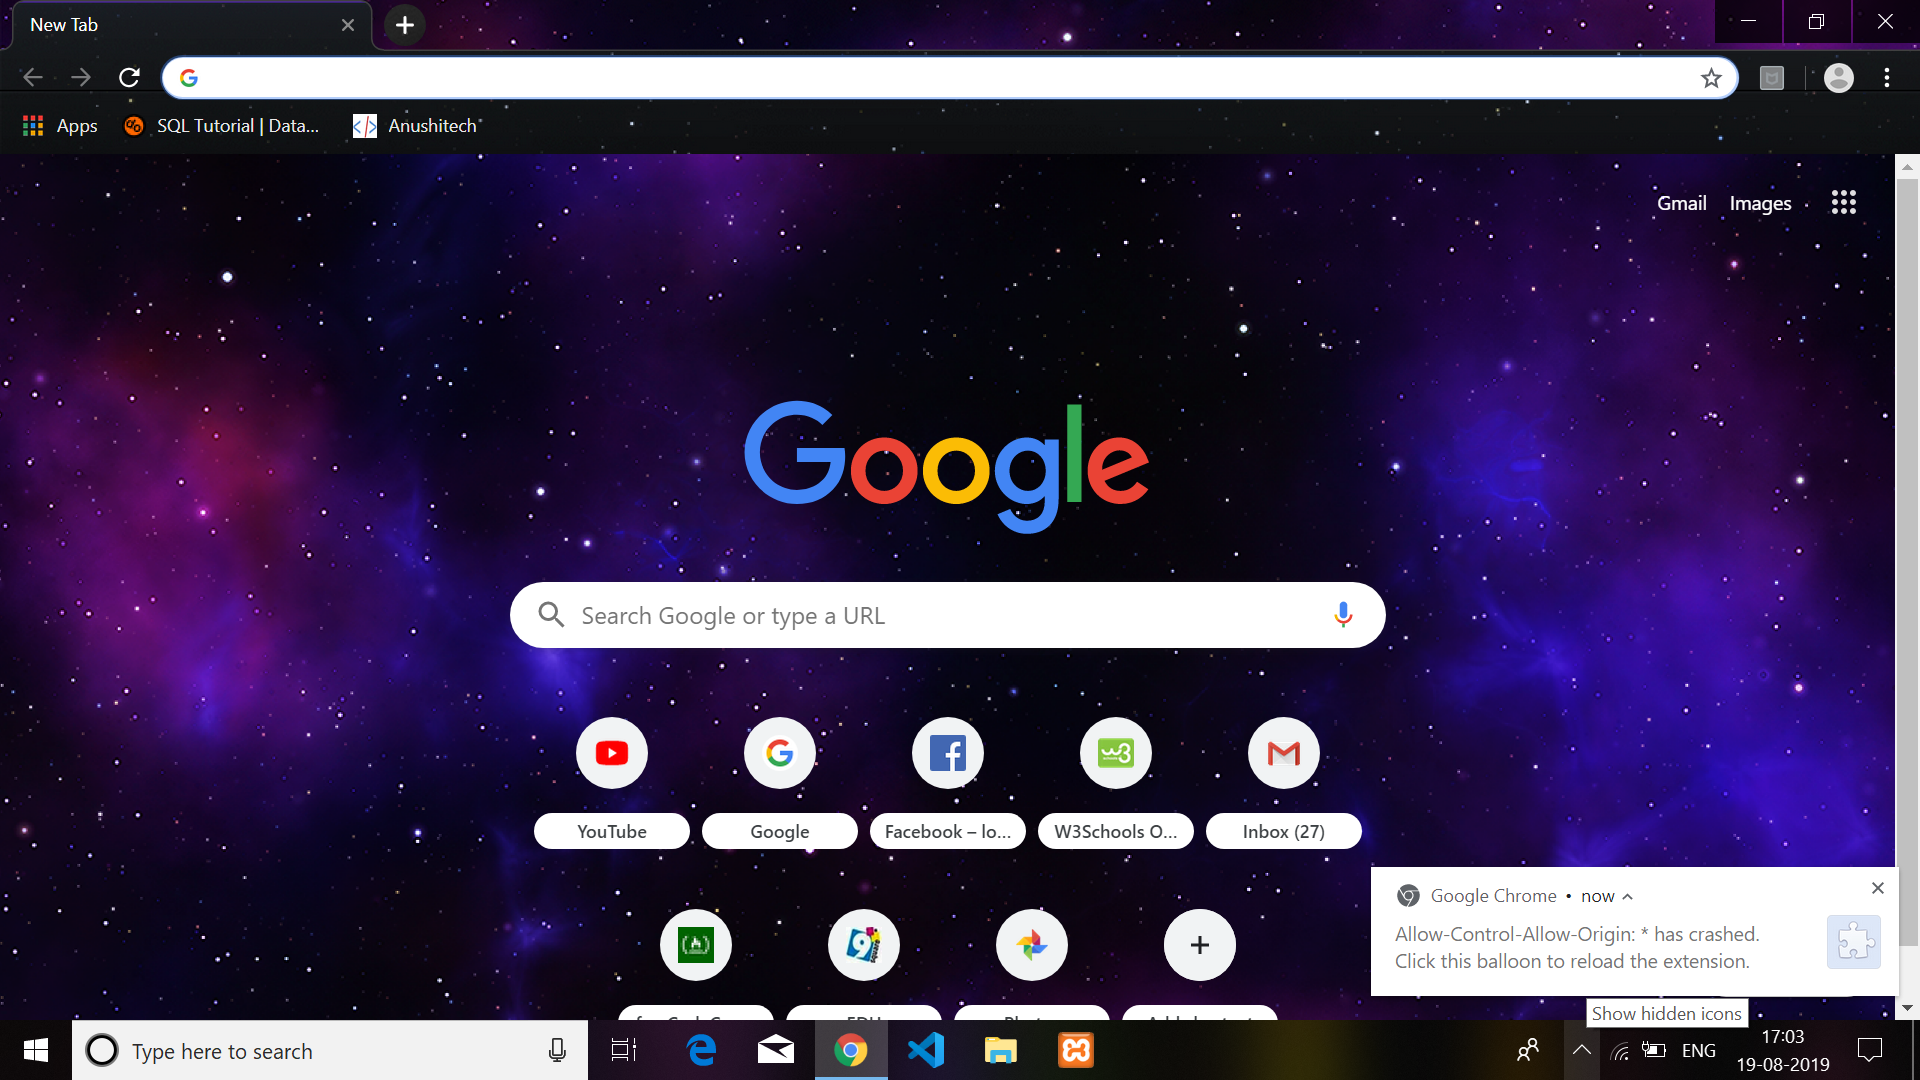 New Tab
Apps
SQL Tutorial | Data...
Anushitech
Gmail
Images
Google
Search Google or type a URL
YouTube
Google
Facebook – lo...
W3Schools O...
Inbox (27)
Google Chrome • now
Allow-Control-Allow-Origin: * has crashed.
Click this balloon to reload the extension.
Show hidden icons
Type here to search
ENG
17:03
19-08-2019